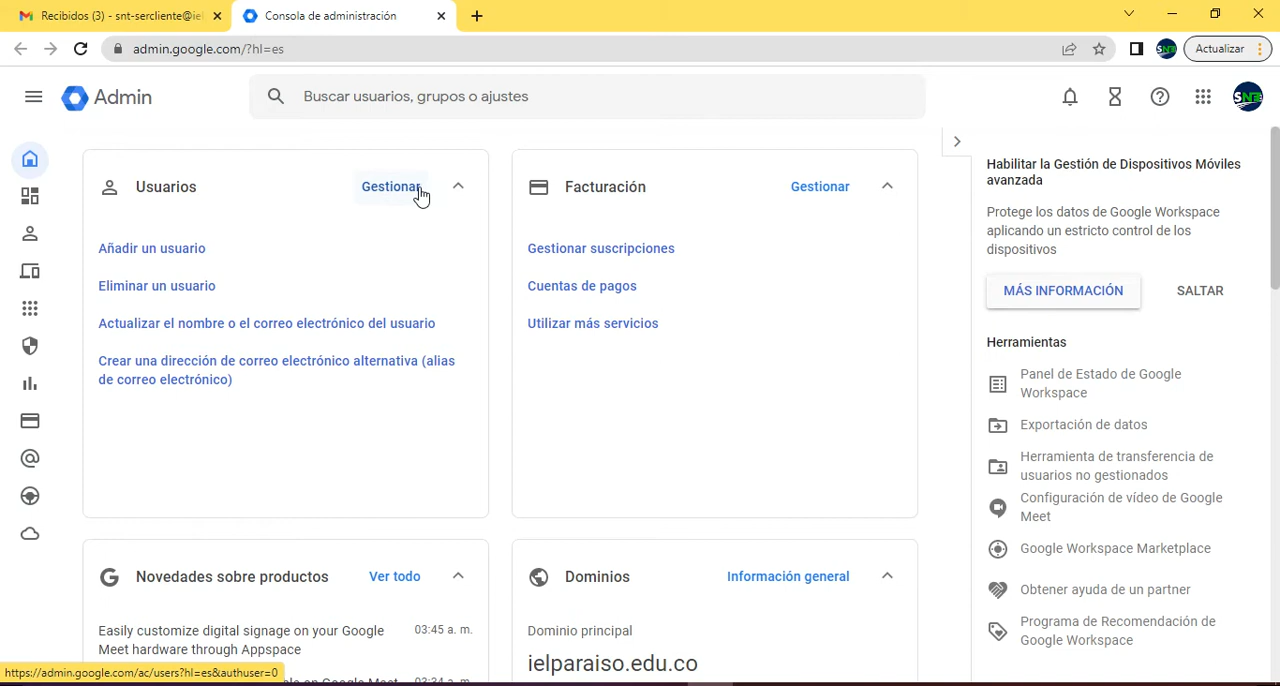 Recibidos (3) - snt-sercliente@iel
Consola de administración
admin.google.com/?hl=es
Actualizar
Admin
Buscar usuarios, grupos o ajustes
SNT
Usuarios
Gestionar
Añadir un usuario
Eliminar un usuario
Actualizar el nombre o el correo electrónico del usuario
Crear una dirección de correo electrónico alternativa (alias
de correo electrónico)
Facturación
Gestionar
Gestionar suscripciones
Cuentas de pagos
Utilizar más servicios
Habilitar la Gestión de Dispositivos Móviles
avanzada
Protege los datos de Google Workspace
aplicando un estricto control de los
dispositivos
MÁS INFORMACIÓN
SALTAR
Herramientas
Panel de Estado de Google
Workspace
Exportación de datos
Herramienta de transferencia de
usuarios no gestionados
Configuración de vídeo de Google
Meet
Google Workspace Marketplace
Obtener ayuda de un partner
Programa de Recomendación de
Google Workspace
Novedades sobre productos
Ver todo
Easily customize digital signage on your Google
Meet hardware through Appspace
03:45 a. m.
on Google Meet
03:34 a. m.
Dominios
Información general
Dominio principal
ielparaiso.edu.co
https://admin.google.com/ac/users?hl=es&authuser=0